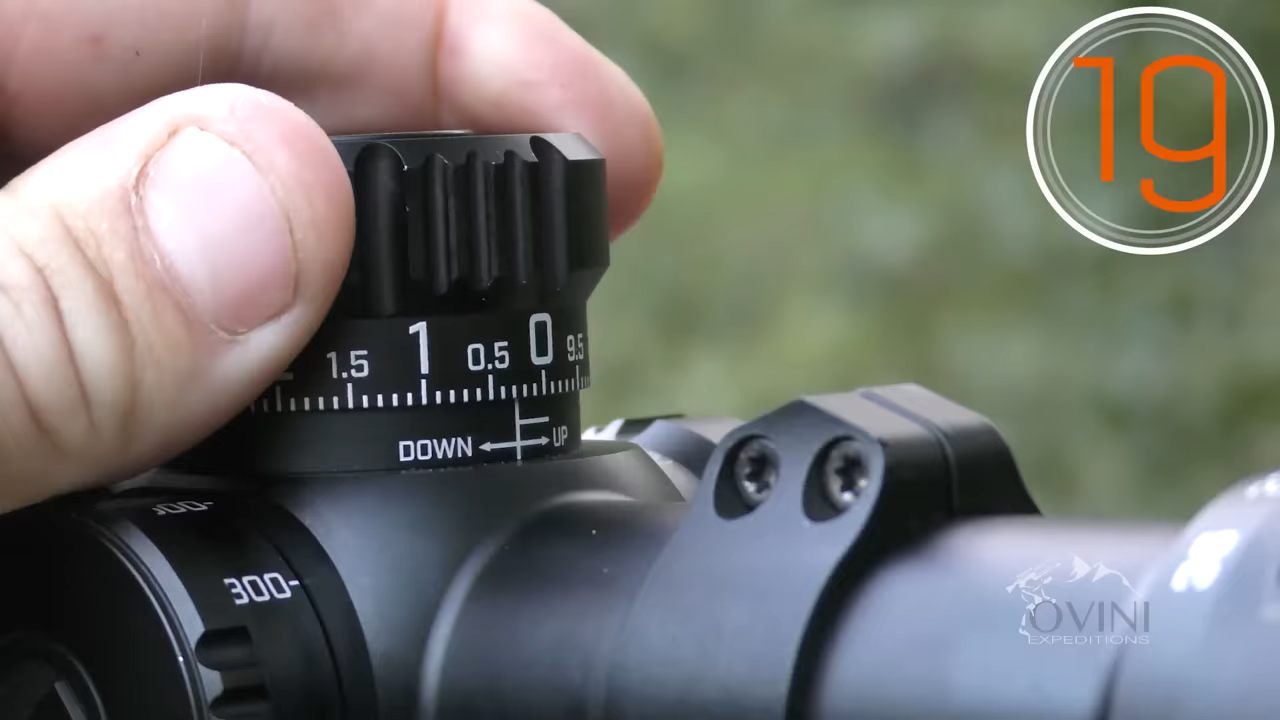 19
1.5 1 0.5 0 9.5
DOWN UP
300-
OVINI
EXPEDITIONS